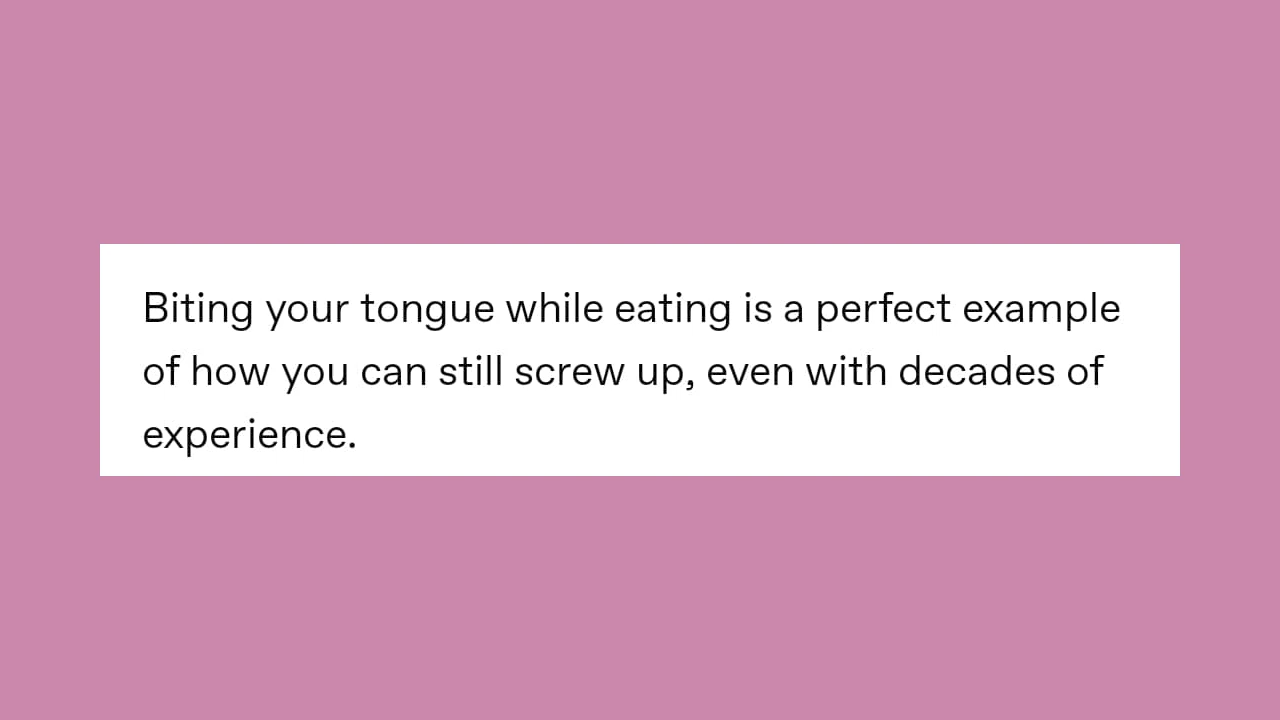 Biting your tongue while eating is a perfect example
of how you can still screw up, even with decades of
experience.